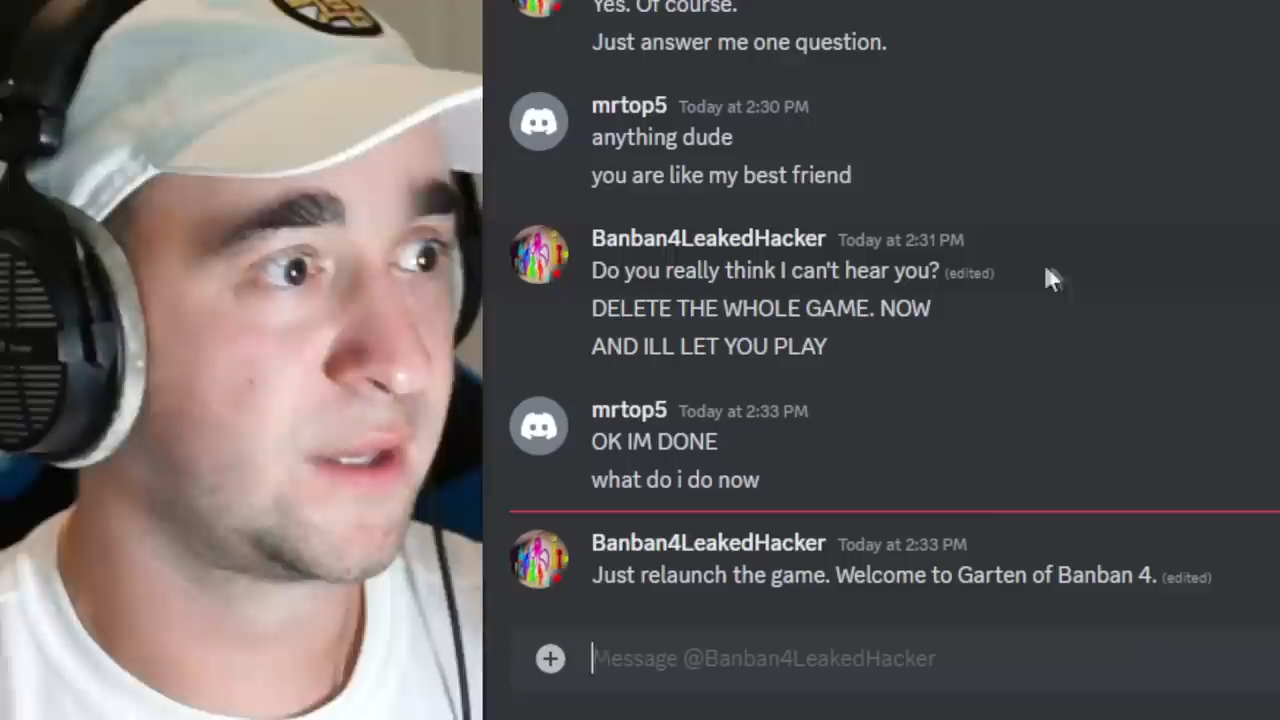 Yes. Of course.
Just answer me one question.
mrtop5 Today at 2:30 PM
anything dude
you are like my best friend
Banban4LeakedHacker Today at 2:31 PM
Do you really think I can't hear you? (edited)
DELETE THE WHOLE GAME. NOW
AND ILL LET YOU PLAY
mrtop5 Today at 2:33 PM
OK IM DONE
what do i do now
Banban4LeakedHacker Today at 2:33 PM
Just relaunch the game. Welcome to Garten of Banban 4. (edited)
Message @Banban4LeakedHacker